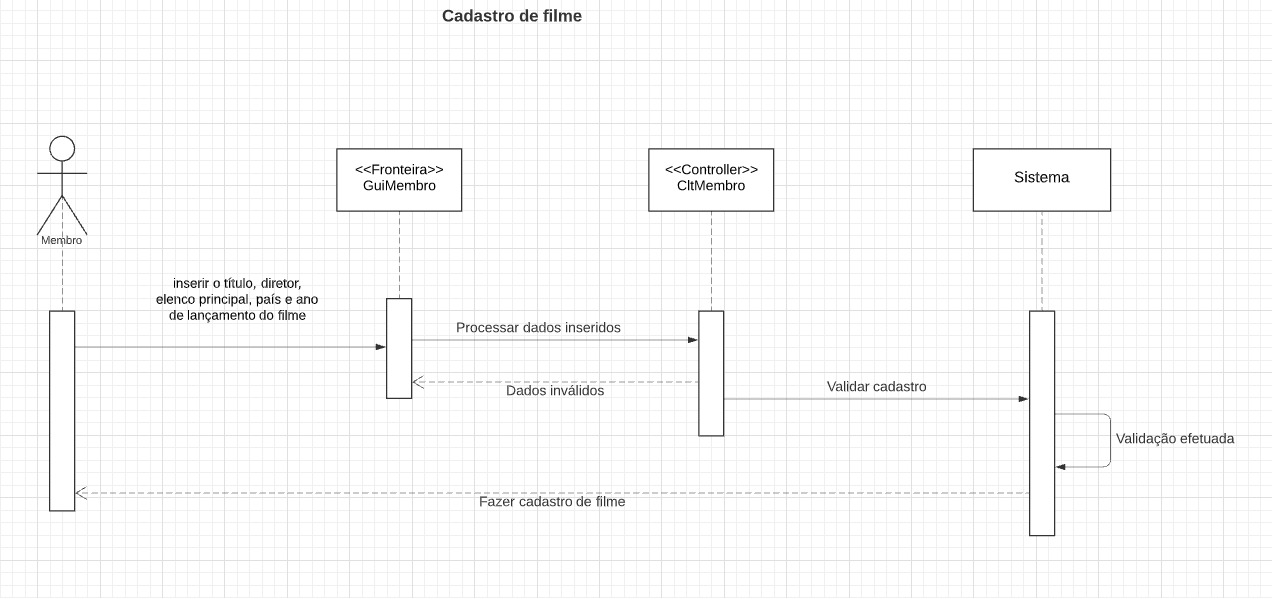 Cadastro de filme
Membro
<<Fronteira>>
GuiMembro
<<Controller>>
CltMembro
Sistema
inserir o título, diretor,
elenco principal, país e ano
de lançamento do filme
Processar dados inseridos
Dados inválidos
Validar cadastro
Validação efetuada
Fazer cadastro de filme